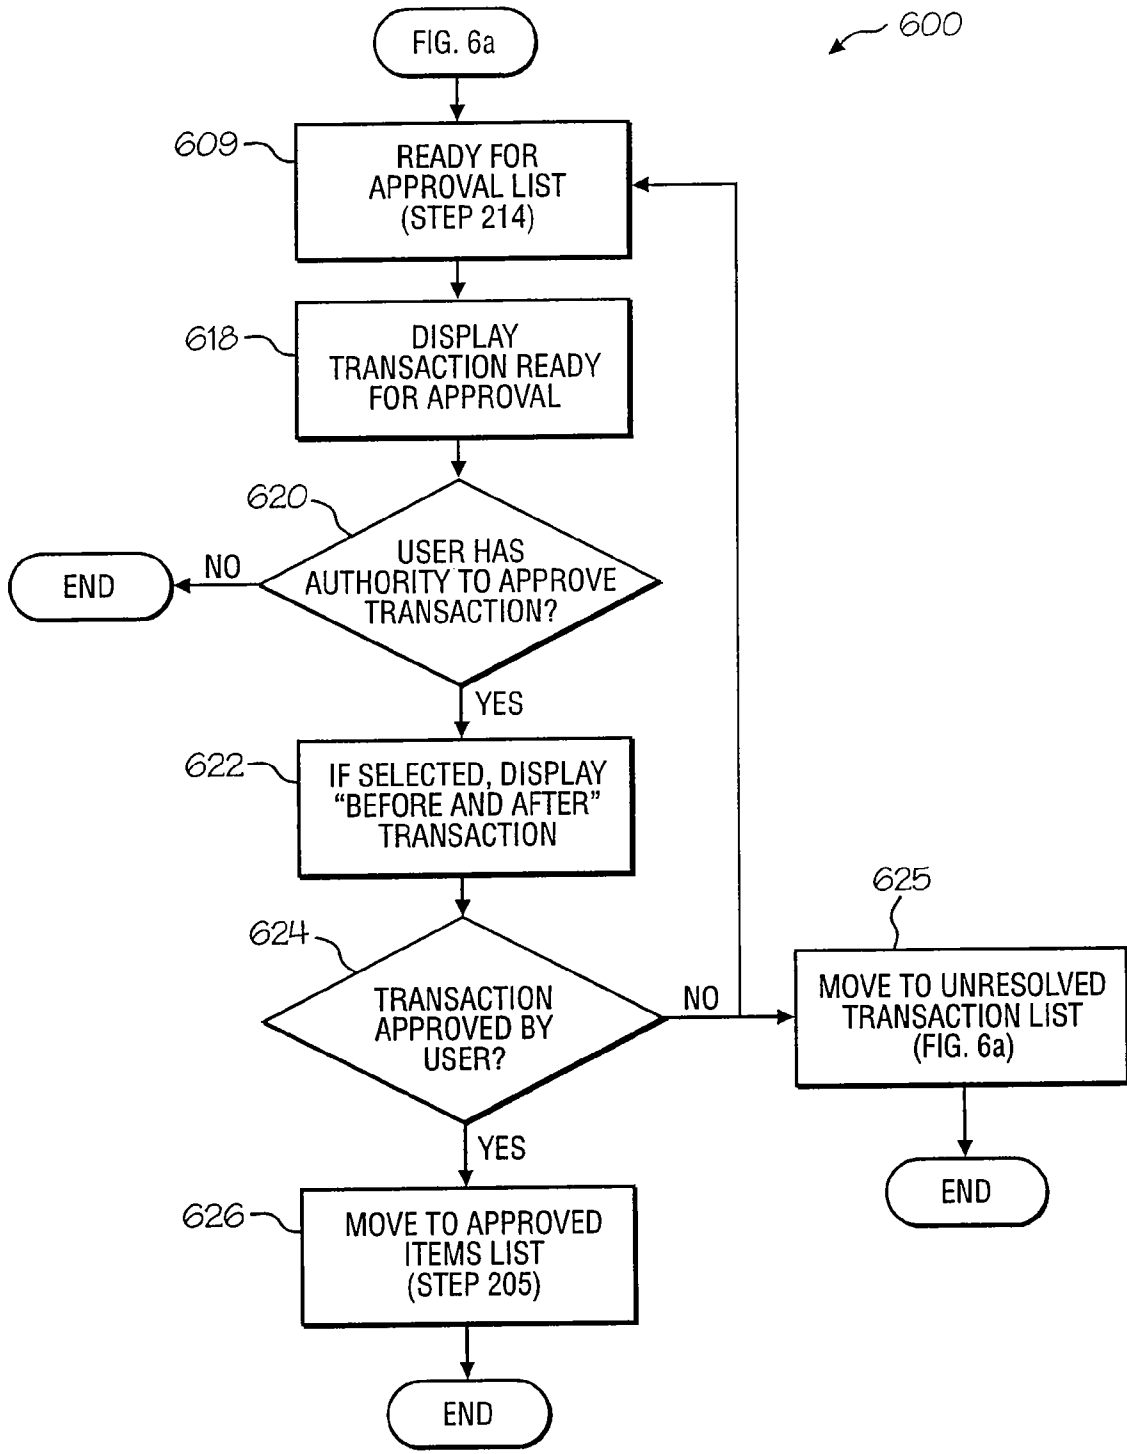 600
FIG. 6a
609
READY FOR
APPROVAL LIST
(STEP 214)
618
DISPLAY
TRANSACTION READY
FOR APPROVAL
620
USER HAS
AUTHORITY TO APPROVE
TRANSACTION?
NO
END
YES
622
IF SELECTED, DISPLAY
“BEFORE AND AFTER”
TRANSACTION
624
TRANSACTION
APPROVED BY
USER?
NO
625
MOVE TO UNRESOLVED
TRANSACTION LIST
(FIG. 6a)
END
YES
626
MOVE TO APPROVED
ITEMS LIST
(STEP 205)
END